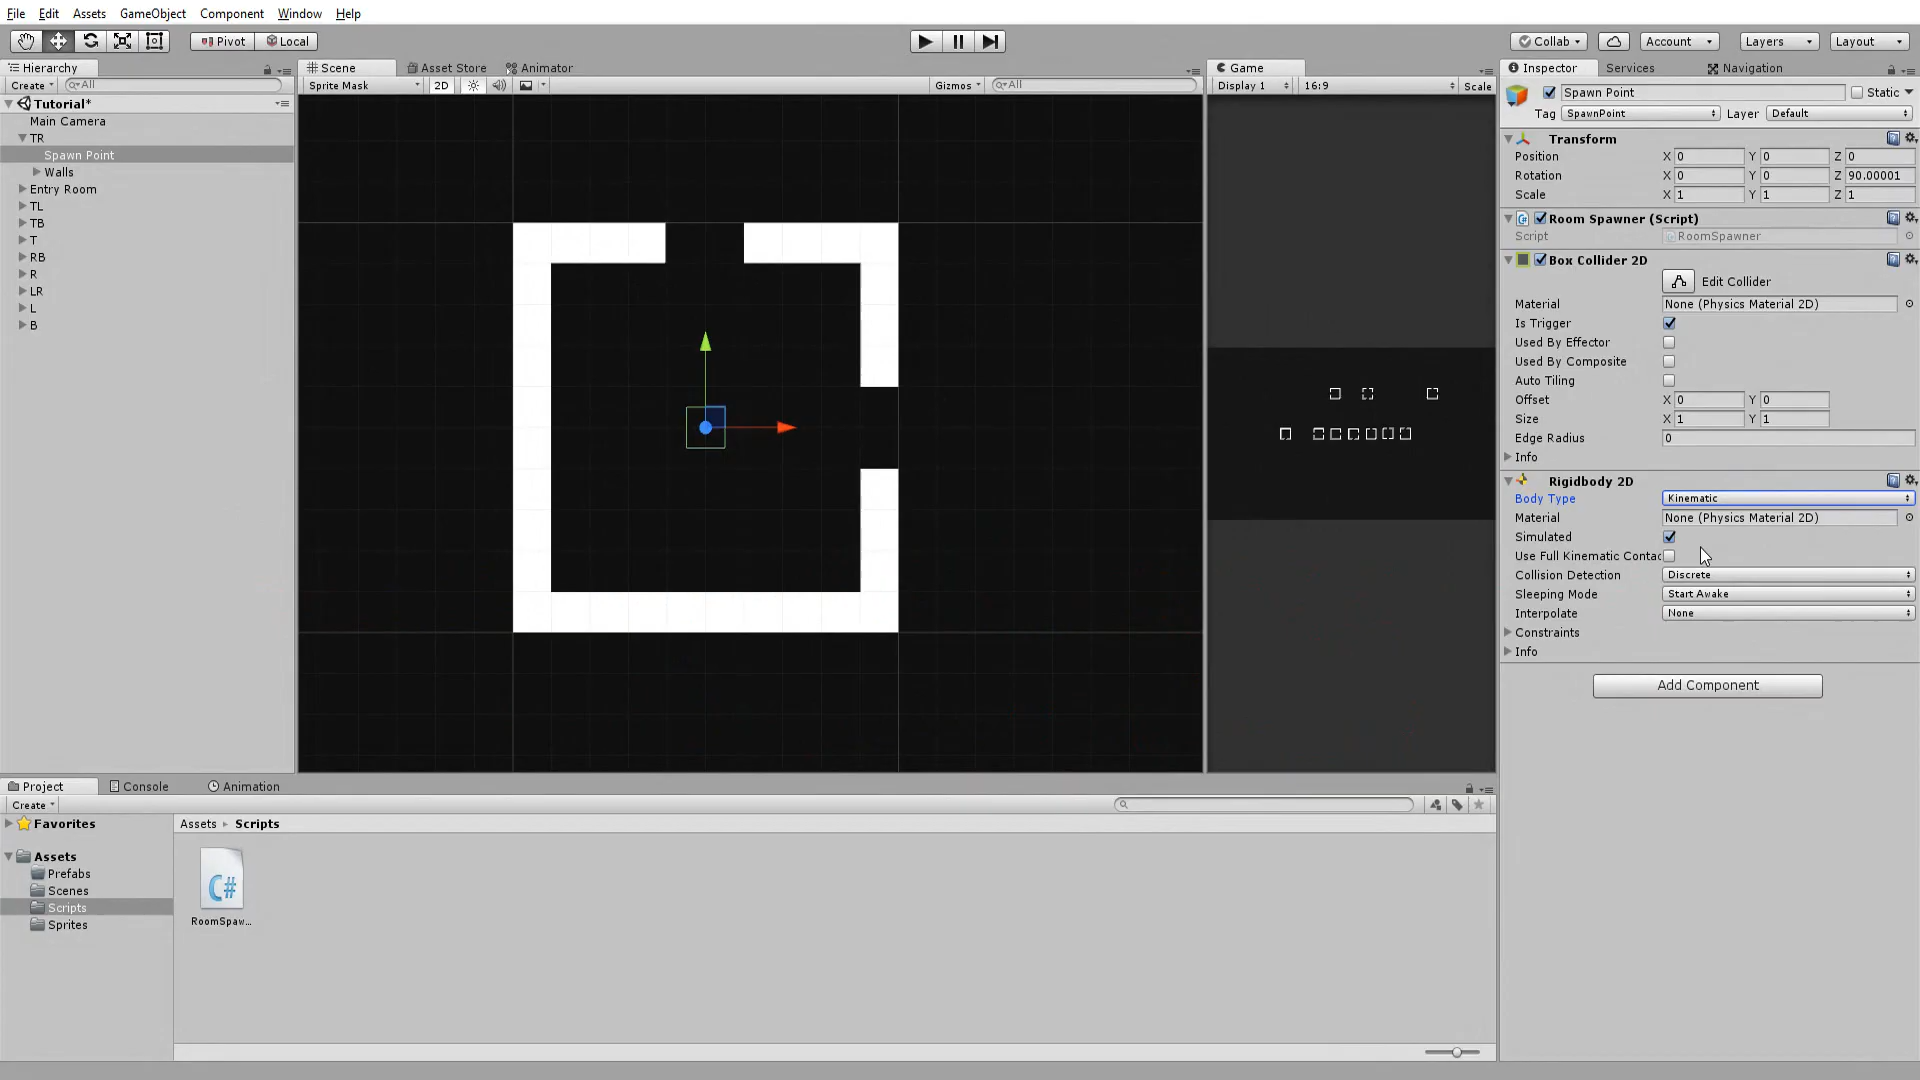 File Edit Assets GameObject Component Window Help
Pivot Local Collab Account Layers Layout
Hierarchy
Create All
Tutorial*
Main Camera
TR
Spawn Point
Walls
Entry Room
TL
TB
T
RB
R
LR
L
B
Scene Asset Store Animator
Sprite Mask 2D Gizmos All
Game
Display 1 16:9 Scale
Inspector Services Navigation
Spawn Point Static
Tag SpawnPoint Layer Default
Transform
Position X 0 Y 0 Z 0
Rotation X 0 Y 0 Z 90.00001
Scale X 1 Y 1 Z 1
Room Spawner (Script)
Script RoomSpawner
Box Collider 2D
Edit Collider
Material None (Physics Material 2D)
Is Trigger
Used By Effector
Used By Composite
Auto Tiling
Offset X 0 Y 0
Size X 1 Y 1
Edge Radius 0
Info
Rigidbody 2D
Body Type Kinematic
Material None (Physics Material 2D)
Simulated
Use Full Kinematic Contac
Collision Detection Discrete
Sleeping Mode Start Awake
Interpolate None
Constraints
Info
Add Component
Project Console Animation
Create
Favorites
Assets
Prefabs
Scenes
Scripts
Sprites
Assets Scripts
C#
RoomSpaw...